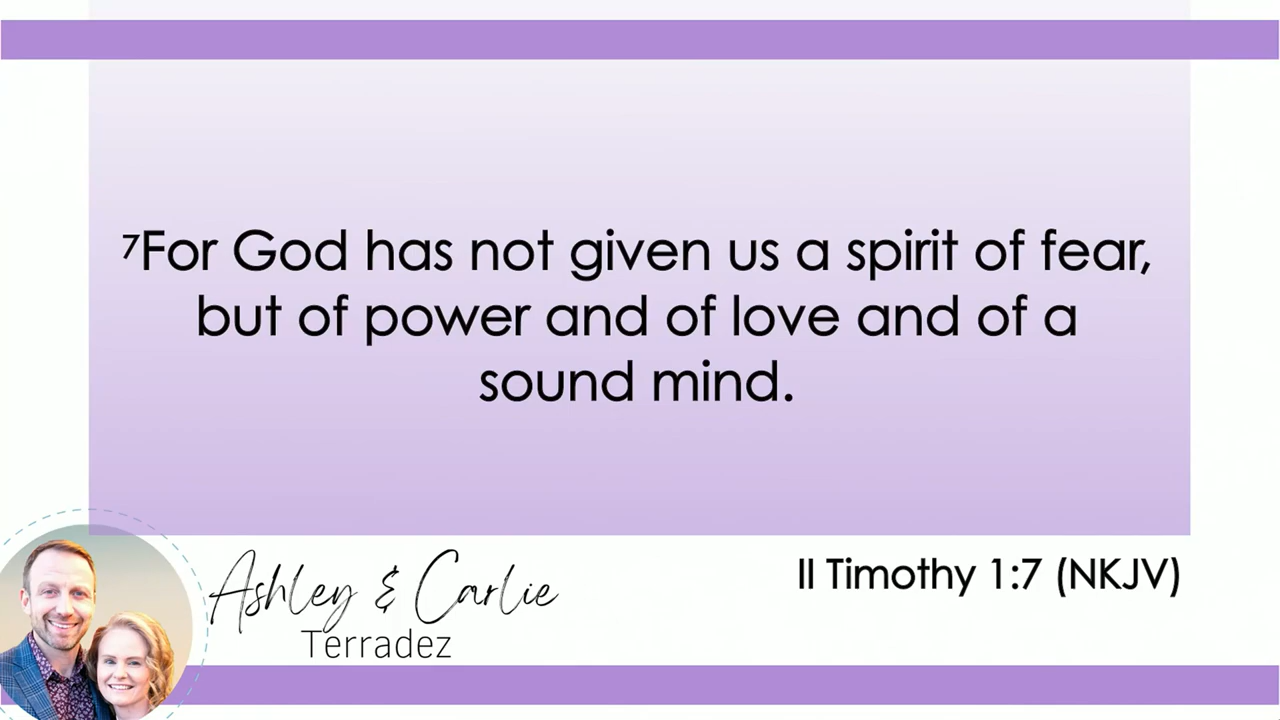 ⁷For God has not given us a spirit of fear,
but of power and of love and of a
sound mind.
II Timothy 1:7 (NKJV)
Ashley & Carlie
Terradez